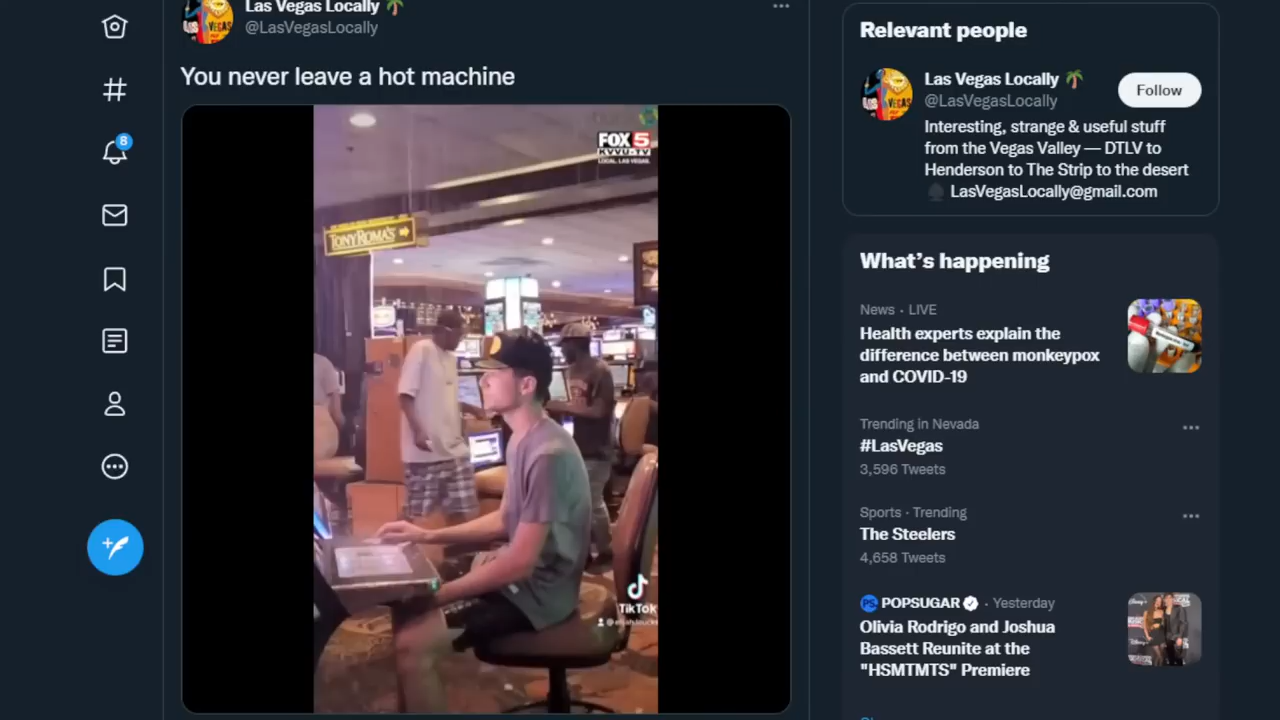 Las Vegas Locally
@LasVegasLocally
You never leave a hot machine
FOX 5
KVVU-TV
LOCAL. LAS VEGAS.
TONY ROMA'S
TikTok
8
Relevant people
Las Vegas Locally
@LasVegasLocally
Follow
Interesting, strange & useful stuff
from the Vegas Valley — DTLV to
Henderson to The Strip to the desert
LasVegasLocally@gmail.com
What's happening
News · LIVE
Health experts explain the
difference between monkeypox
and COVID-19
Trending in Nevada
#LasVegas
3,596 Tweets
Sports · Trending
The Steelers
4,658 Tweets
POPSUGAR · Yesterday
Olivia Rodrigo and Joshua
Bassett Reunite at the
"HSMTMTS" Premiere